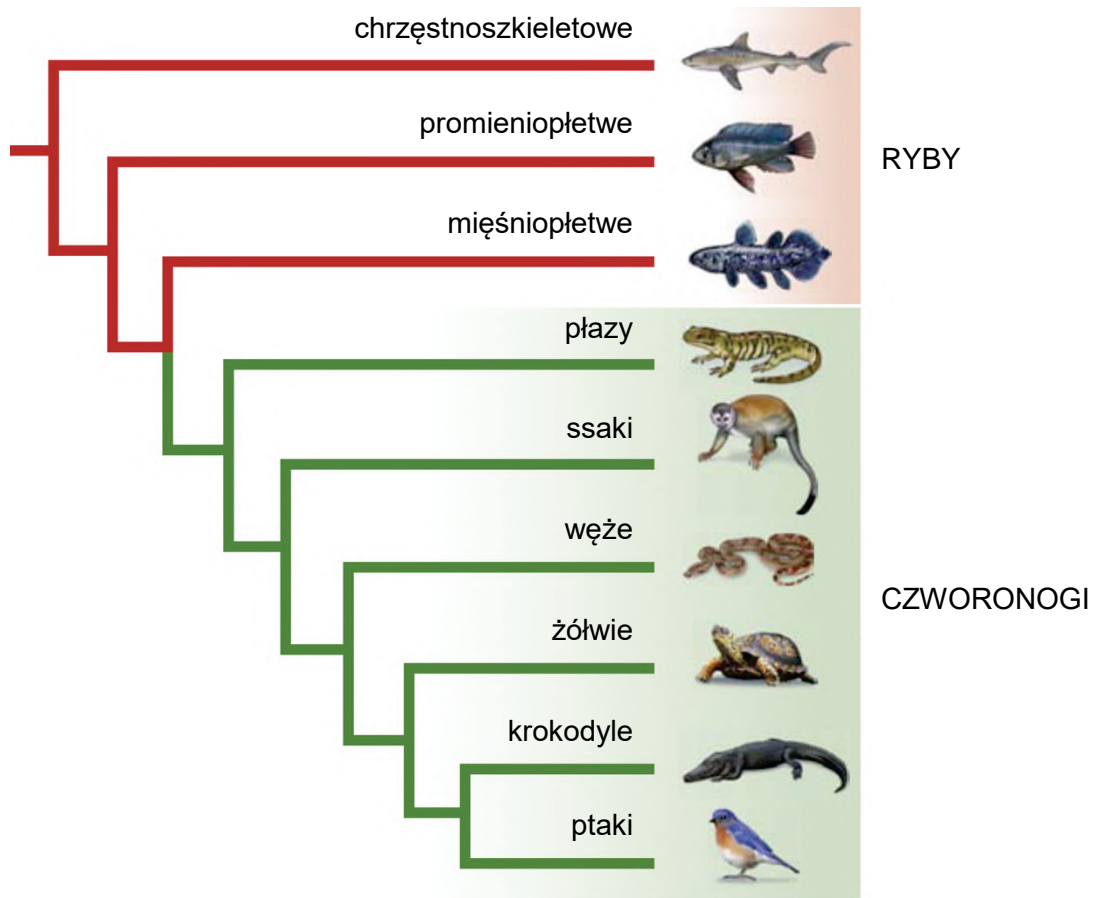 chrzęstnoszkieletowe
promieniopłetwe
RYBY
mięśniopłetwe
płazy
ssaki
węże
CZWORONOGI
żółwie
krokodyle
ptaki